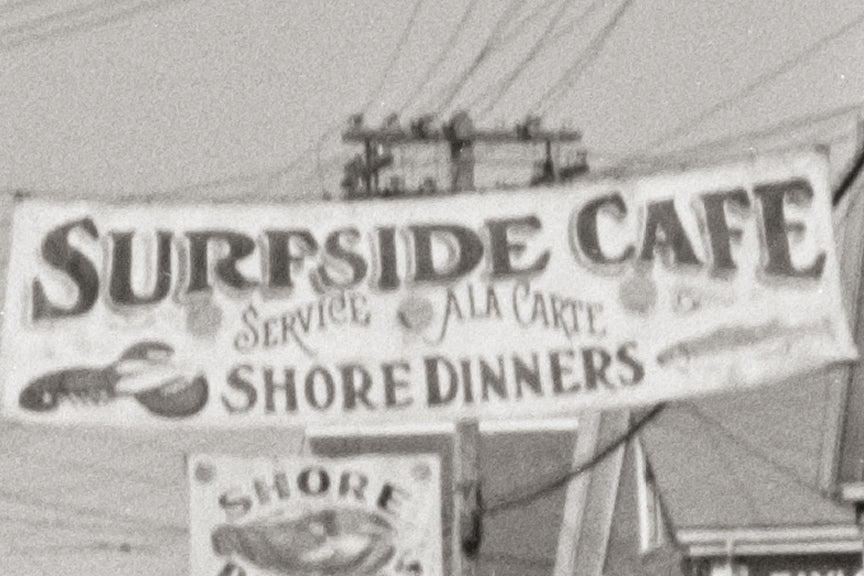 SURFSIDE CAFE
SERVICE A LA CARTE
SHORE DINNERS
SHORE